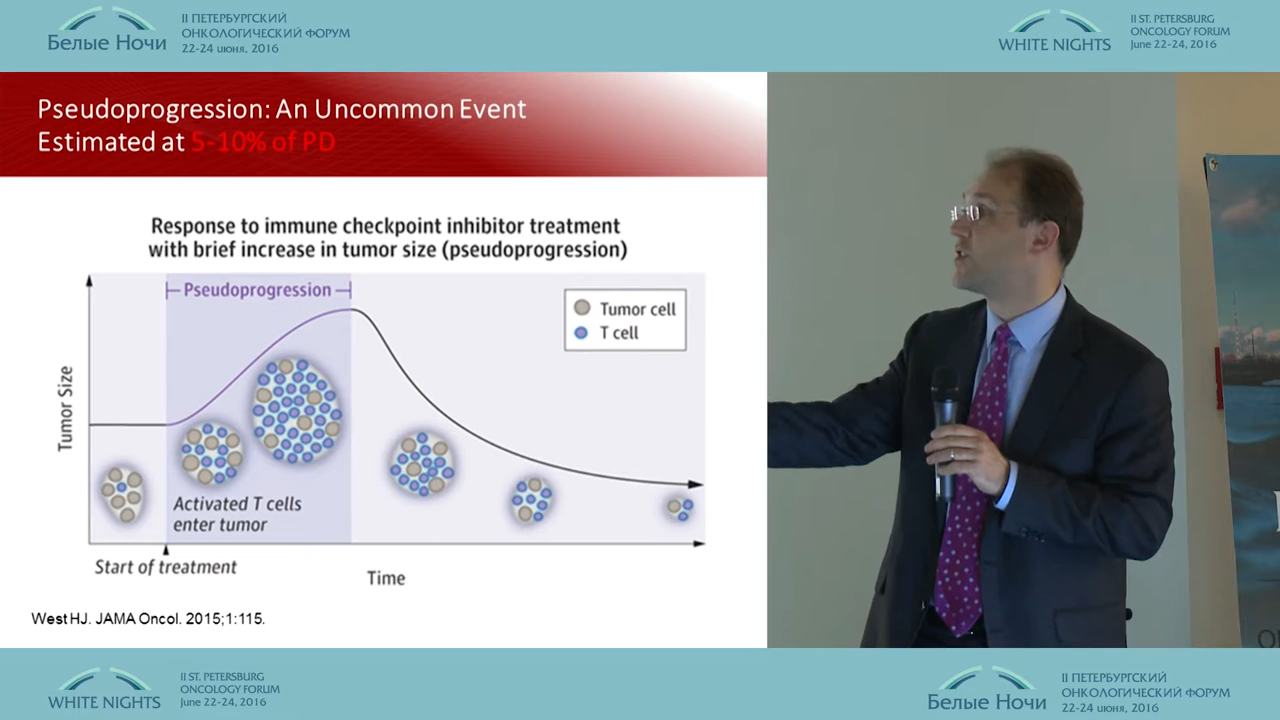 Белые Ночи
II ПЕТЕРБУРГСКИЙ
ОНКОЛОГИЧЕСКИЙ ФОРУМ
22-24 июня, 2016
WHITE NIGHTS
II ST. PETERSBURG
ONCOLOGY FORUM
June 22-24, 2016
Pseudoprogression: An Uncommon Event
Estimated at 5-10% of PD
Response to immune checkpoint inhibitor treatment
with brief increase in tumor size (pseudoprogression)
Pseudoprogression
Tumor cell
T cell
Tumor Size
Activated T cells
enter tumor
Start of treatment
Time
West HJ. JAMA Oncol. 2015;1:115.
WHITE NIGHTS
II ST. PETERSBURG
ONCOLOGY FORUM
June 22-24, 2016
Белые Ночи
II ПЕТЕРБУРГСКИЙ
ОНКОЛОГИЧЕСКИЙ ФОРУМ
22-24 июня, 2016